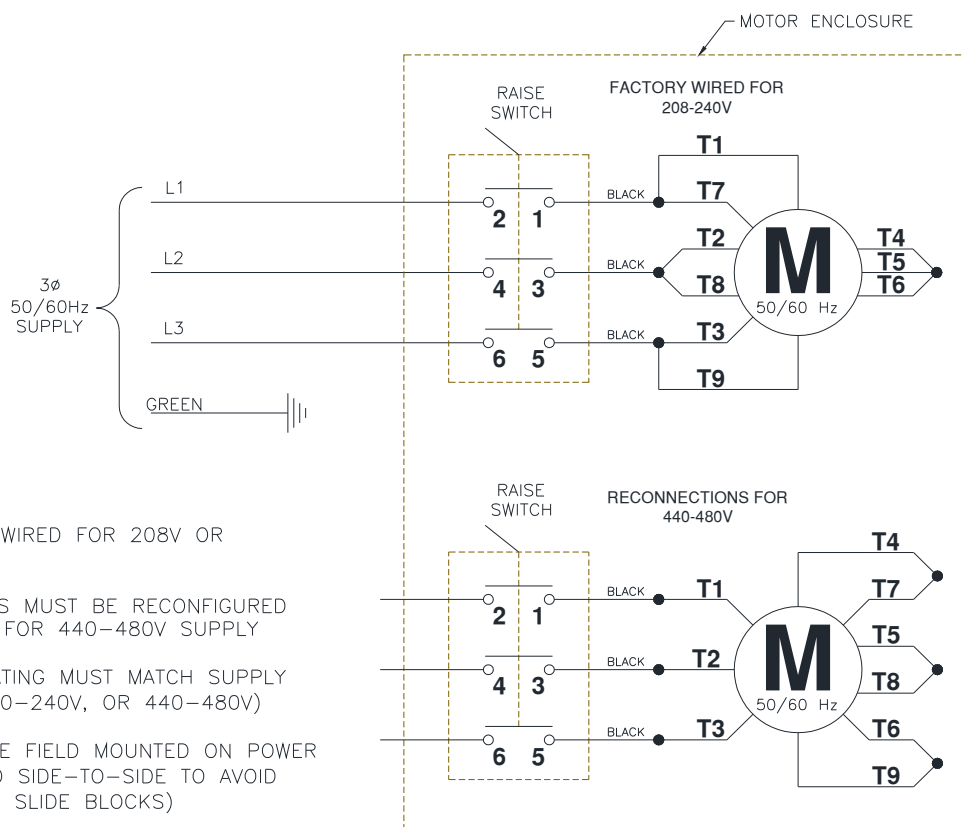 MOTOR ENCLOSURE
RAISE
SWITCH
FACTORY WIRED FOR
208-240V
T1
L1
BLACK
T7
2 1
T2
T4
L2
BLACK
M
T5
4 3
T8
T6
50/60 Hz
3ø
50/60Hz
SUPPLY
L3
BLACK
T3
6 5
T9
GREEN
RAISE
SWITCH
RECONNECTIONS FOR
440-480V
WIRED FOR 208V OR
T4
BLACK
T1
T7
2 1
S MUST BE RECONFIGURED
FOR 440-480V SUPPLY
T5
BLACK
T2
M
4 3
T8
ATING MUST MATCH SUPPLY
0-240V, OR 440-480V)
50/60 Hz
BLACK
T3
T6
6 5
T9
E FIELD MOUNTED ON POWER
SIDE-TO-SIDE TO AVOID
SLIDE BLOCKS)